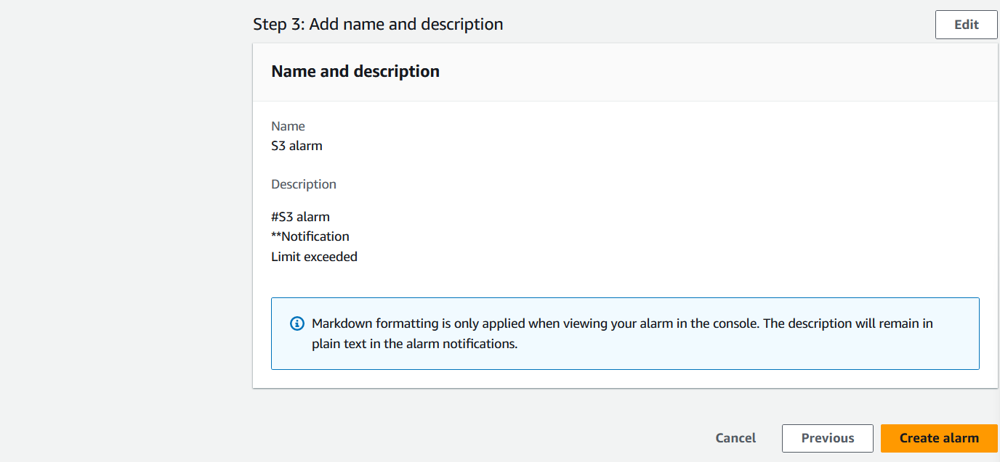 Step 3: Add name and description
Edit
Name and description
Name
S3 alarm
Description
#S3 alarm
**Notification
Limit exceeded
Markdown formatting is only applied when viewing your alarm in the console. The description will remain in
plain text in the alarm notifications.
Cancel
Previous
Create alarm